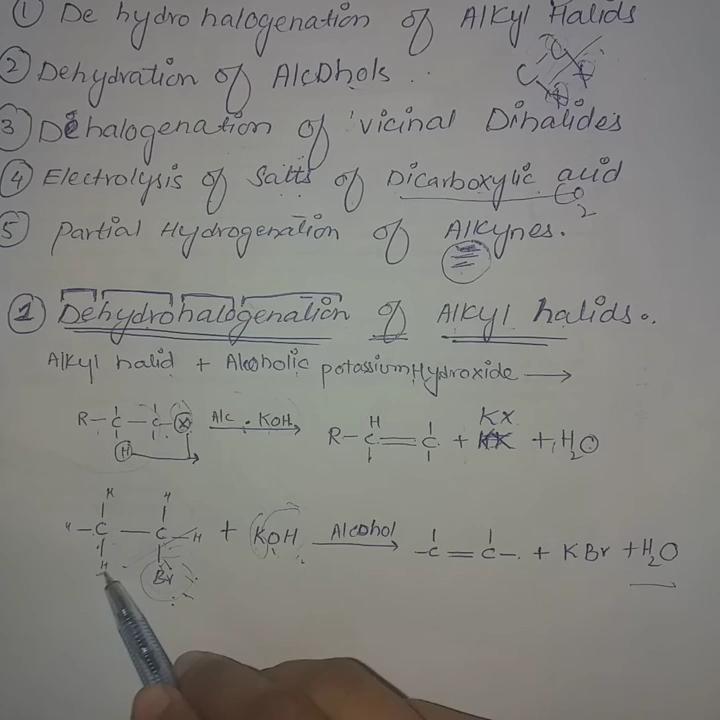 ① De hydro halogenation of Alkyl Halids
② Dehydration of Alcohols ..
③ Dehalogenation of vicinal Dihalides
④ Electrolysis of Salts of Dicarboxylic acid
CO2
⑤ Partial Hydrogenation of Alkynes.
① Dehydrohalogenation of Alkyl halids..
Alkyl halid + Alcoholic potassium Hydroxide →
R-C-C-X Alc. KOH → R-C=C- + KX + H2O
H H
H H
H-C-C-H + KOH Alcohol → -C=C- + KBr + H2O
H Br